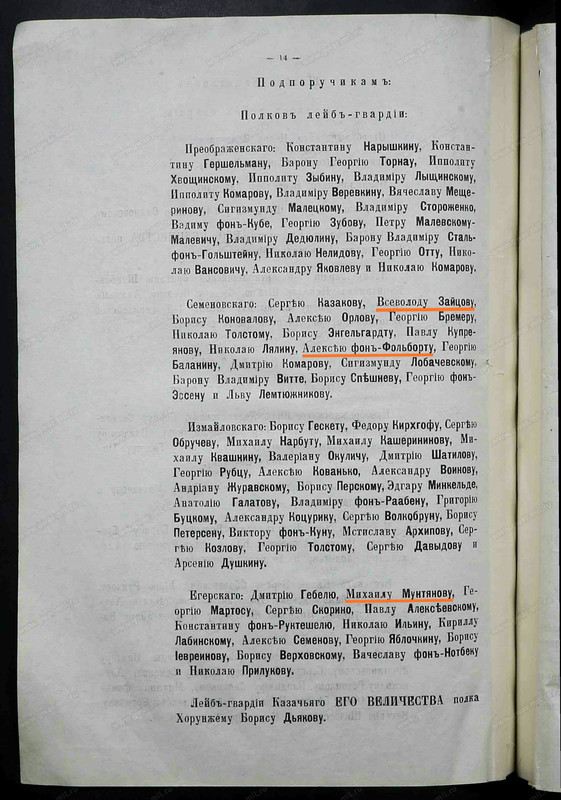 — 14 —
Подпоручикамъ:
Полковъ лейбъ-гвардіи:
Преображенскаго: Константину Нарышкину, Констан-
тину Гершельману, Барону Георгію Торнау, Ипполиту
Хвощинскому, Ипполиту Зыбину, Владиміру Лыщинскому,
Ипполиту Комарову, Владиміру Веревкину, Вячеславу Меще-
ринову, Сигизмунду Малецкому, Владиміру Стороженко,
Вадиму фонъ-Кубе, Георгію Зубову, Петру Малевскому-
Малевичу, Владиміру Дедюлину, Барону Владиміру Сталь-
фонъ-Гольштейну, Николаю Нелидову, Георгію Отту, Нико-
лаю Вансовичу, Александру Яковлеву и Николаю Комарову.
Семеновскаго: Сергѣю Казакову, Всеволоду Зайцову,
Борису Коновалову, Алексѣю Орлову, Георгію Бремеру,
Николаю Толстому, Борису Энгельгардту, Павлу Купре-
янову, Николаю Лялину, Алексѣю фонъ-Фольборту, Георгію
Баланину, Дмитрію Комарову, Сигизмунду Лобачевскому,
Барону Владиміру Витте, Борису Спѣшневу, Георгію фонъ-
Эссену и Льву Лемтюжникову.
Измайловскаго: Борису Гескету, Федору Кирхгофу, Сергѣю
Обручеву, Михаилу Нарбуту, Михаилу Кашерининову, Ми-
хаилу Квашнину, Валеріану Окуличу, Дмитрію Шатилову,
Георгію Рубцу, Алексѣю Кованько, Александру Воинову,
Андріану Журавскому, Борису Перскому, Эдгару Минкельде,
Анатолію Галатову, Владиміру фонъ-Раабену, Григорію
Буцкому, Александру Коцурику, Сергѣю Волкобруну, Борису
Петерсену, Виктору фонъ-Куну, Мстиславу Архипову, Сер-
гѣю Козлову, Георгію Толстому, Сергѣю Давыдову и
Арсенію Душкину.
Егерскаго: Дмитрію Гебелю, Михаилу Мунтянову, Ге-
оргію Мартосу, Сергѣю Скорино, Павлу Алексѣевскому,
Константину фонъ-Руктешелю, Николаю Ильину, Кириллу
Лабинскому, Алексѣю Семенову, Георгію Яблочкину, Борису
Іевреинову, Борису Верховскому, Вячеславу фонъ-Нотбеку
и Николаю Прилукову.
Лейбъ-гвардіи Казачьяго ЕГО ВЕЛИЧЕСТВА полка
Хорунжему Борису Дьякову.